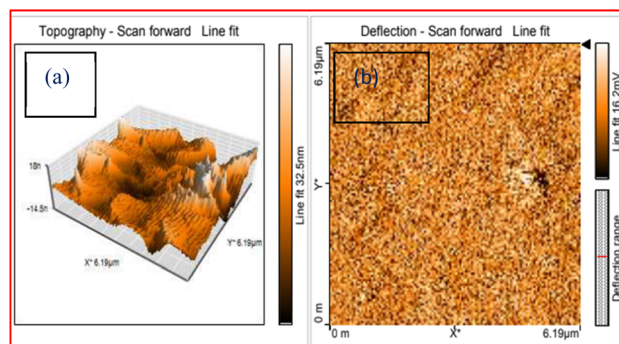 Topography - Scan forward Line fit
(a)
18n
-14.5n
X* 6.19µm
Y* 6.19µm
Line fit 32.5nm
Deflection - Scan forward Line fit
(b)
6.19µm
Y*
0 m
0 m
X*
6.19µm
Line fit 16.2mV
Deflection range